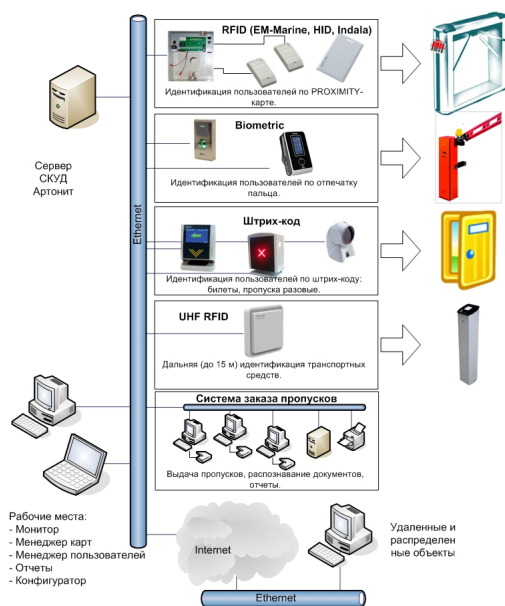 RFID (EM-Marine, HID, Indala)
Идентификация пользователей по PROXIMITY-
карте.
Сервер
СКУД
Артонит
Biometric
Идентификация пользователей по отпечатку
пальца.
Ethernet
Штрих-код
Идентификация пользователей по штрих-коду:
билеты, пропуска разовые.
UHF RFID
Дальняя (до 15 м) идентификация транспортных
средств.
Система заказа пропусков
Выдача пропусков, распознавание документов,
отчеты.
Рабочие места:
- Монитор
- Менеджер карт
- Менеджер пользователей
- Отчеты
- Конфигуратор
Internet
Удаленные и
распределен
ные объекты
Ethernet